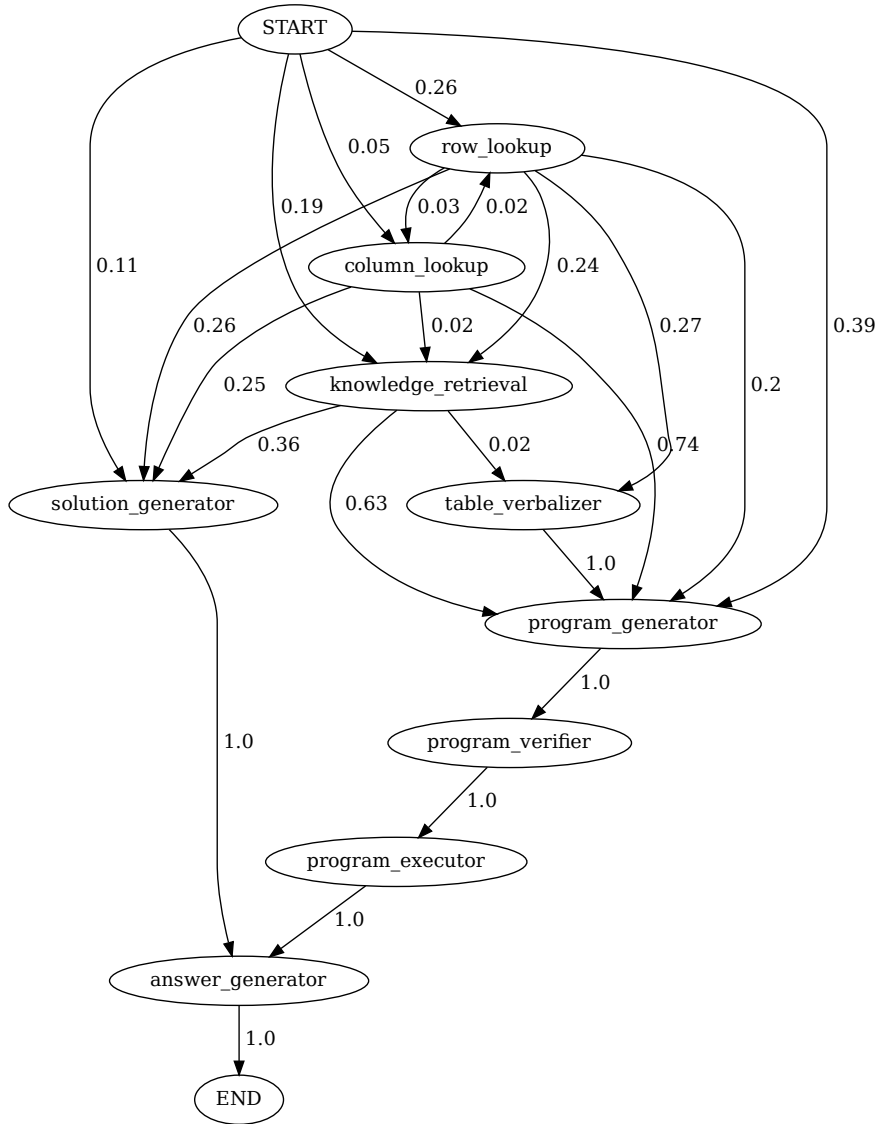 START
0.26
row_lookup
0.05
0.19
0.03
0.02
0.11
column_lookup
0.24
0.26
0.02
0.27
0.39
0.25
knowledge_retrieval
0.2
0.36
0.02
0.74
solution_generator
0.63
table_verbalizer
1.0
program_generator
1.0
1.0
program_verifier
1.0
program_executor
1.0
answer_generator
1.0
END